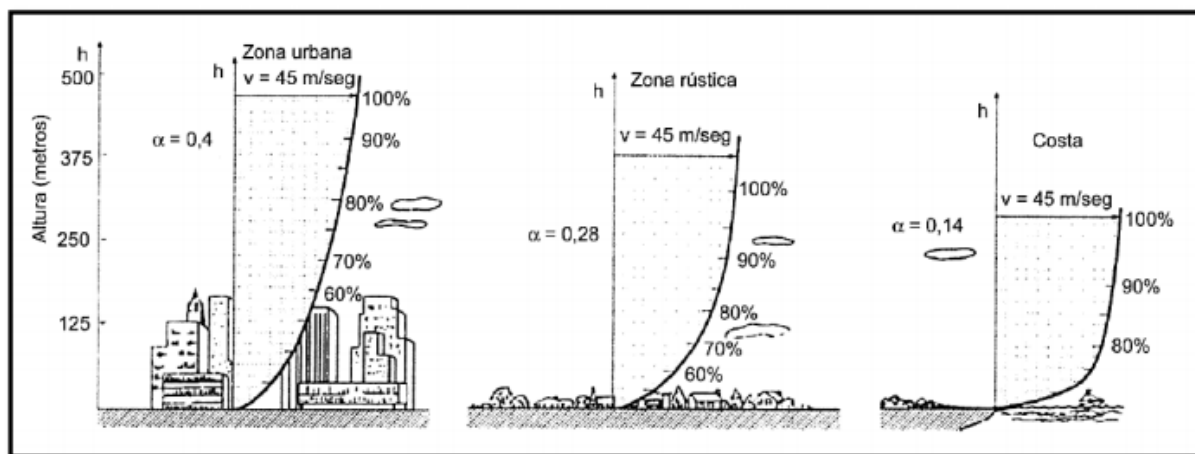 h
500
375
250
125
Altura (metros)
h
Zona urbana
v = 45 m/seg
α = 0,4
100%
90%
80%
70%
60%
h
Zona rústica
v = 45 m/seg
α = 0,28
100%
90%
80%
70%
60%
h
Costa
v = 45 m/seg
α = 0,14
100%
90%
80%